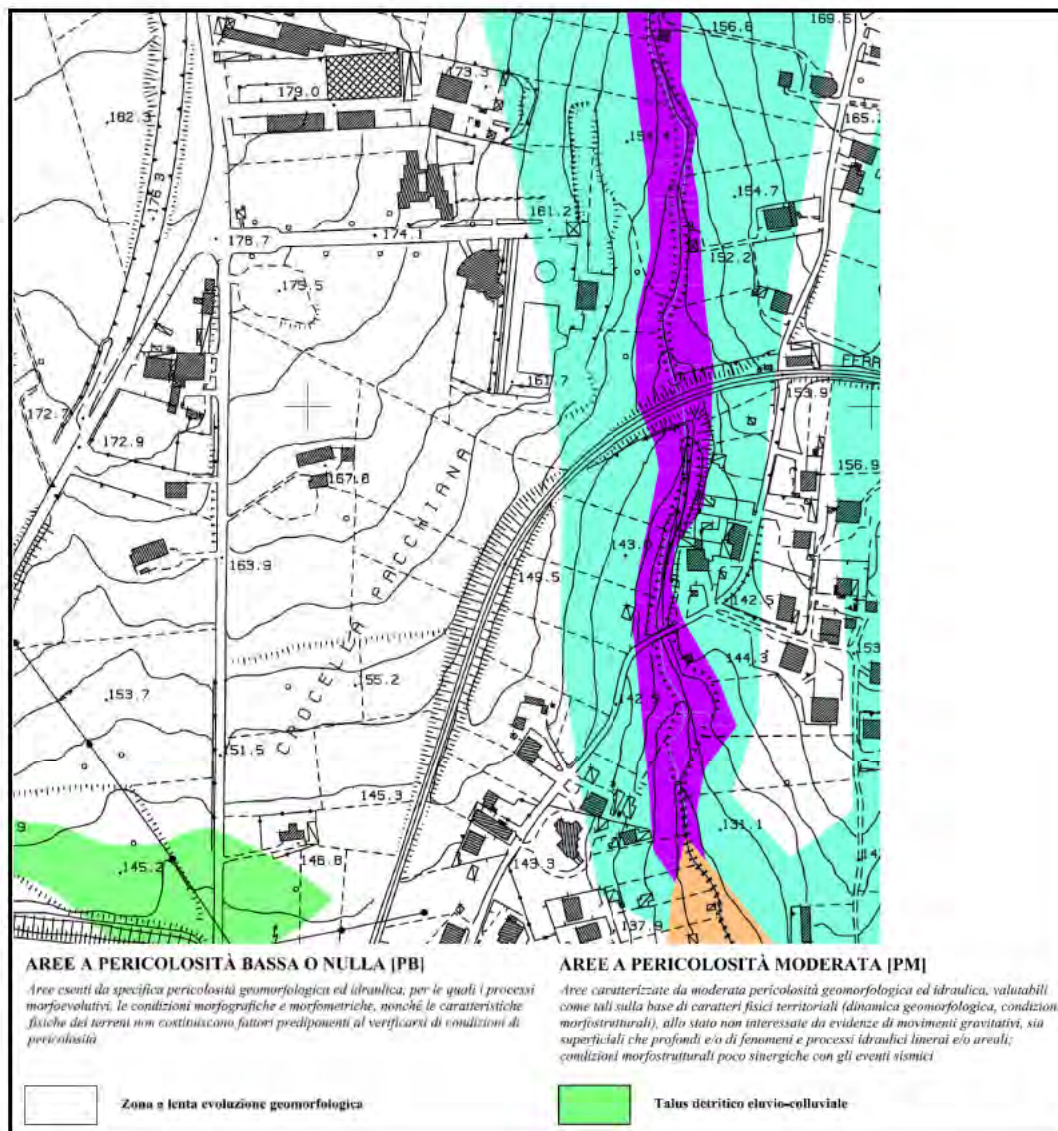 156.6
169.5
173.3
179.0
162.3
154.4
165.
176.3
154.7
161.2
178.7
174.1
152.2
175.5
161.7
FERR
153.9
172.7
172.9
156.9
167.8
CROCELLA PACCHIANA
143.0
163.9
149.5
142.5
153
144.3
155.2
153.7
142.5
151.5
145.3
131.1
9
145.2
146.8
143.3
137.9
AREE A PERICOLOSITÀ BASSA O NULLA [PB]
Aree esenti da specifica pericolosità geomorfologica ed idraulica, per le quali i processi
morfoevolutivi, le condizioni morfografiche e morfometriche, nonché le caratteristiche
fisiche dei terreni non costituiscono fattori predisponenti al verificarsi di condizioni di
pericolosità
Zona a lenta evoluzione geomorfologica
AREE A PERICOLOSITÀ MODERATA [PM]
Aree caratterizzate da moderata pericolosità geomorfologica ed idraulica, valutabili
come tali sulla base di caratteri fisici territoriali (dinamica geomorfologica, condizion
morfostrutturali), allo stato non interessate da evidenze di movimenti gravitativi, sia
superficiali che profondi e/o di fenomeni e processi idraulici linerai e/o areali;
condizioni morfostrutturali poco sinergiche con gli eventi sismici
Talus detritico eluvio-colluviale